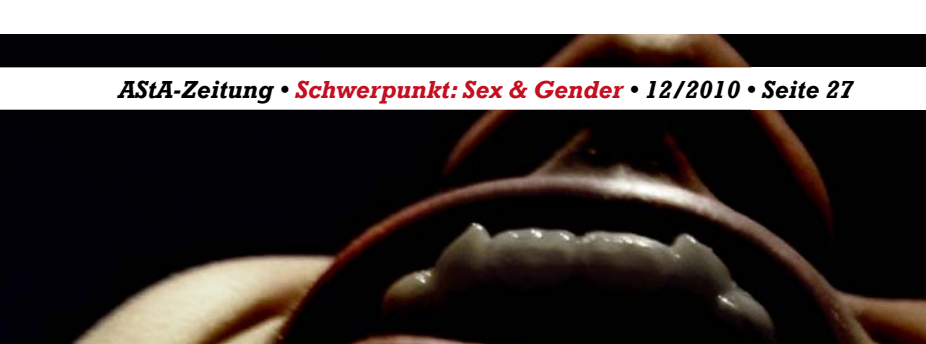 AStA-Zeitung • Schwerpunkt: Sex & Gender • 12/2010 • Seite 27